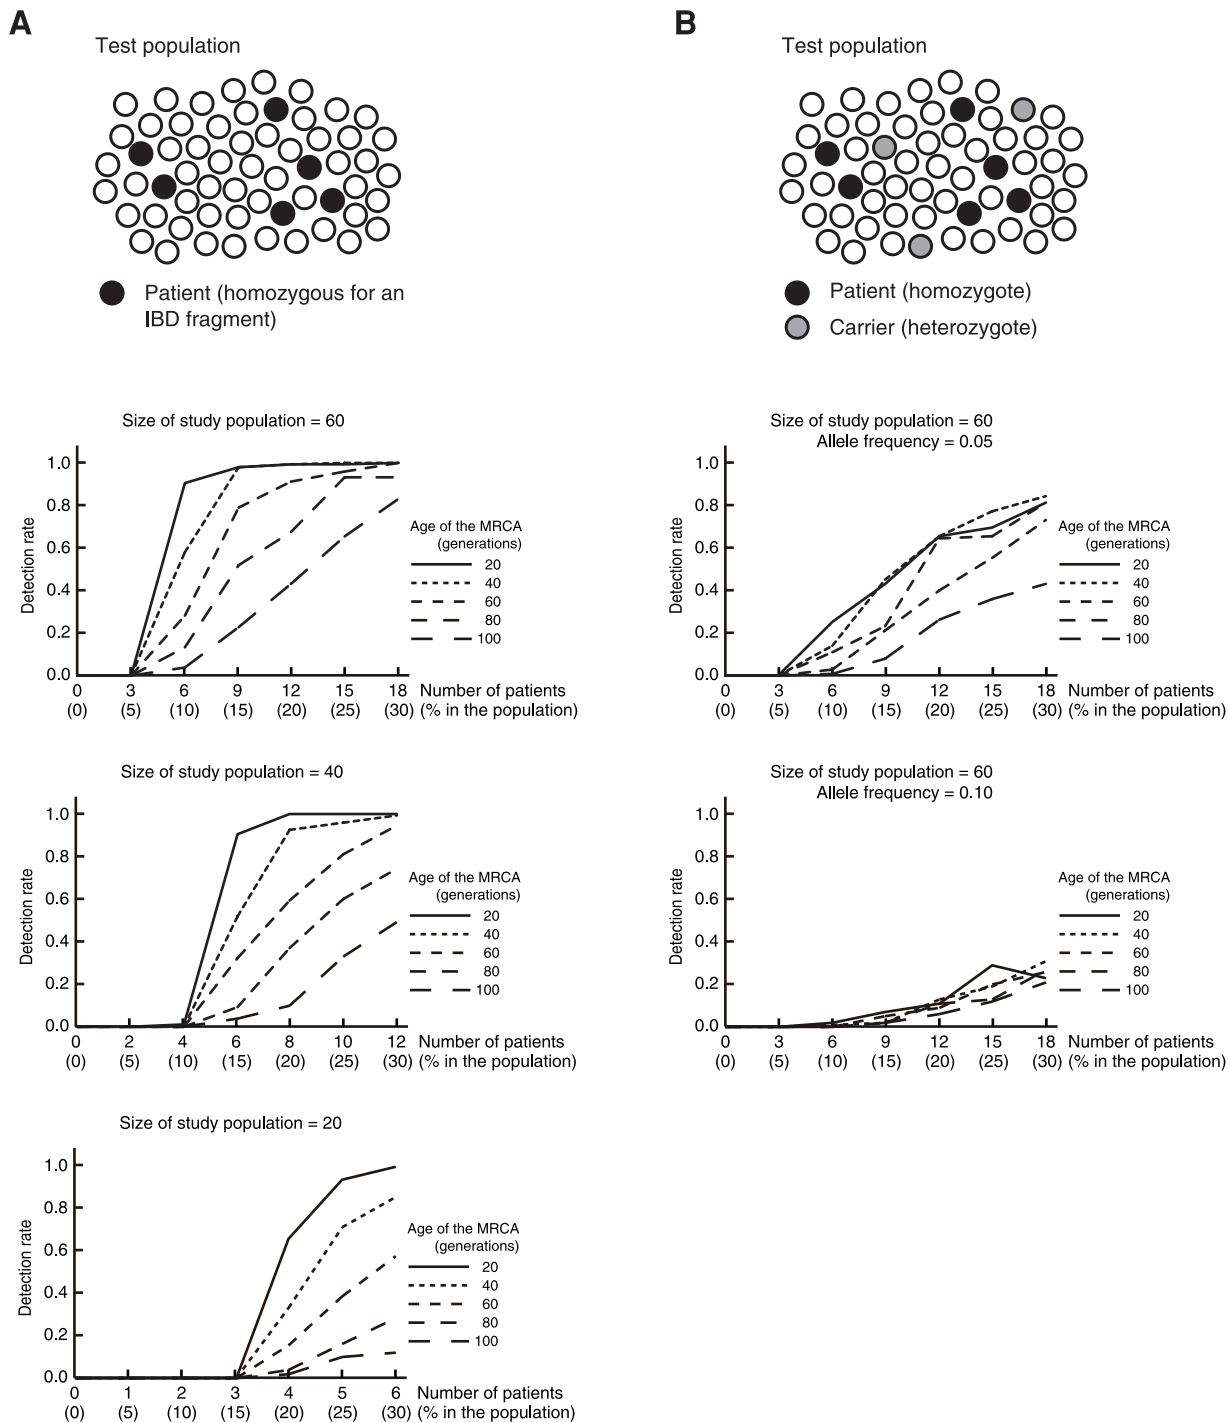 A
Test population
Patient (homozygous for an
IBD fragment)
Size of study population = 60
Detection rate
1.0
0.8
0.6
0.4
0.2
0.0
0 3 6 9 12 15 18 Number of patients
(0) (5) (10) (15) (20) (25) (30) (% in the population)
Age of the MRCA
(generations)
20
40
60
80
100
Size of study population = 40
Detection rate
1.0
0.8
0.6
0.4
0.2
0.0
0 2 4 6 8 10 12 Number of patients
(0) (5) (10) (15) (20) (25) (30) (% in the population)
Age of the MRCA
(generations)
20
40
60
80
100
Size of study population = 20
Detection rate
1.0
0.8
0.6
0.4
0.2
0.0
0 1 2 3 4 5 6 Number of patients
(0) (5) (10) (15) (20) (25) (30) (% in the population)
Age of the MRCA
(generations)
20
40
60
80
100
B
Test population
Patient (homozygote)
Carrier (heterozygote)
Size of study population = 60
Allele frequency = 0.05
Detection rate
1.0
0.8
0.6
0.4
0.2
0.0
0 3 6 9 12 15 18 Number of patients
(0) (5) (10) (15) (20) (25) (30) (% in the population)
Age of the MRCA
(generations)
20
40
60
80
100
Size of study population = 60
Allele frequency = 0.10
Detection rate
1.0
0.8
0.6
0.4
0.2
0.0
0 3 6 9 12 15 18 Number of patients
(0) (5) (10) (15) (20) (25) (30) (% in the population)
Age of the MRCA
(generations)
20
40
60
80
100